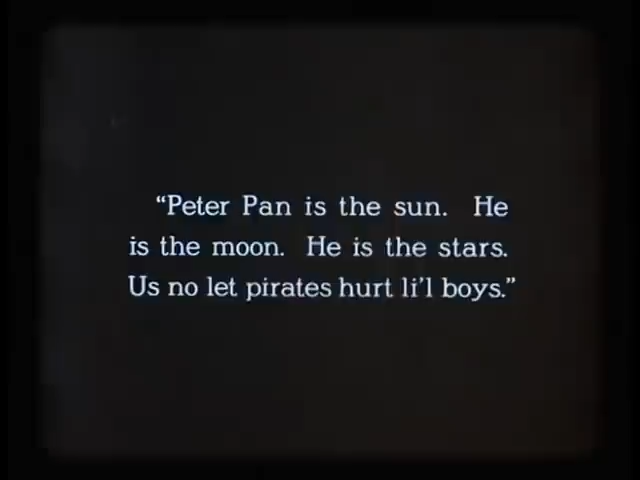 “Peter Pan is the sun. He
is the moon. He is the stars.
Us no let pirates hurt li’l boys.”